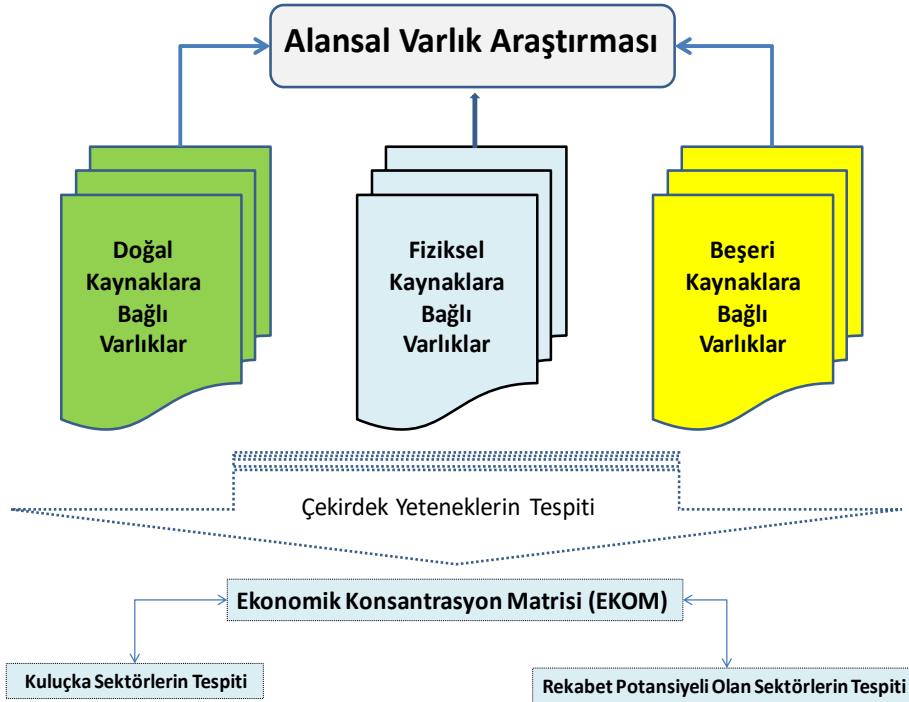 Alansal Varlık Araştırması
Doğal
Kaynaklara
Bağlı
Varlıklar
Fiziksel
Kaynaklara
Bağlı
Varlıklar
Beşeri
Kaynaklara
Bağlı
Varlıklar
Çekirdek Yeteneklerin Tespiti
Ekonomik Konsantrasyon Matrisi (EKOM)
Kuluçka Sektörlerin Tespiti
Rekabet Potansiyeli Olan Sektörlerin Tespiti